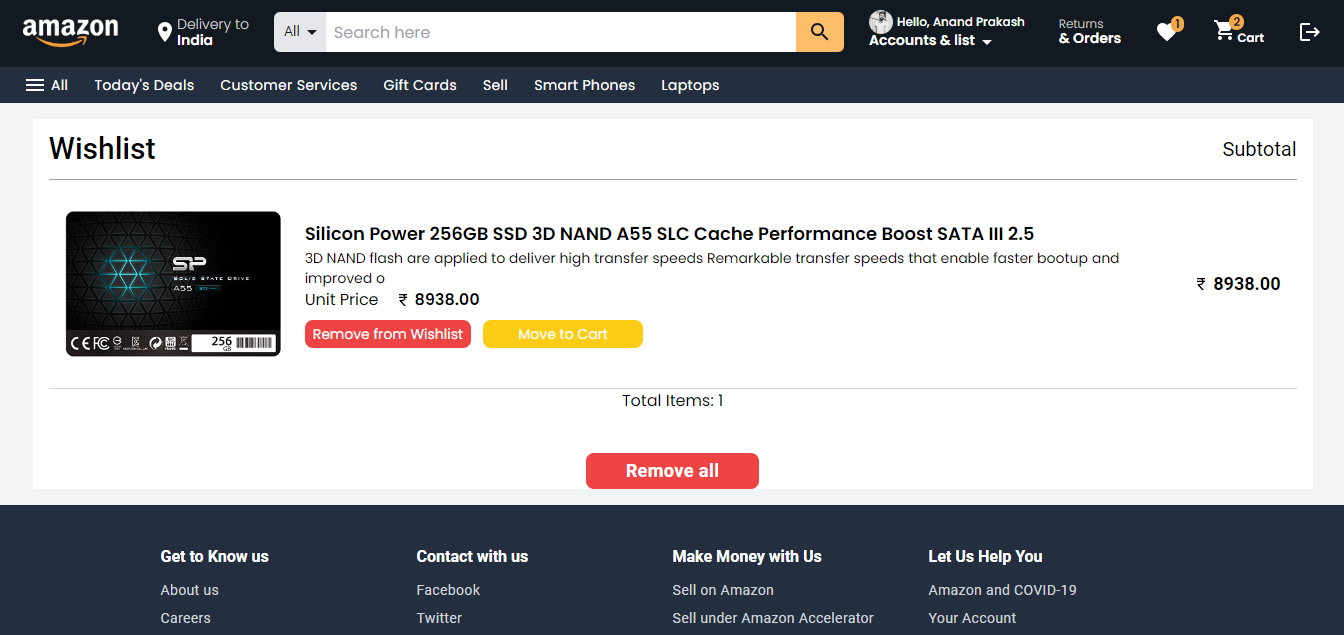 amazon
Delivery to
India
All
Search here
Hello, Anand Prakash
Accounts & list
Returns
& Orders
1
2
Cart
All
Today's Deals
Customer Services
Gift Cards
Sell
Smart Phones
Laptops
Wishlist
Subtotal
Silicon Power 256GB SSD 3D NAND A55 SLC Cache Performance Boost SATA III 2.5
3D NAND flash are applied to deliver high transfer speeds Remarkable transfer speeds that enable faster bootup and
improved o
Unit Price ₹ 8938.00
Remove from Wishlist
Move to Cart
₹ 8938.00
SP
SOLID STATE DRIVE
A55
256
GB
Total Items: 1
Remove all
Get to Know us
About us
Careers
Contact with us
Facebook
Twitter
Make Money with Us
Sell on Amazon
Sell under Amazon Accelerator
Let Us Help You
Amazon and COVID-19
Your Account